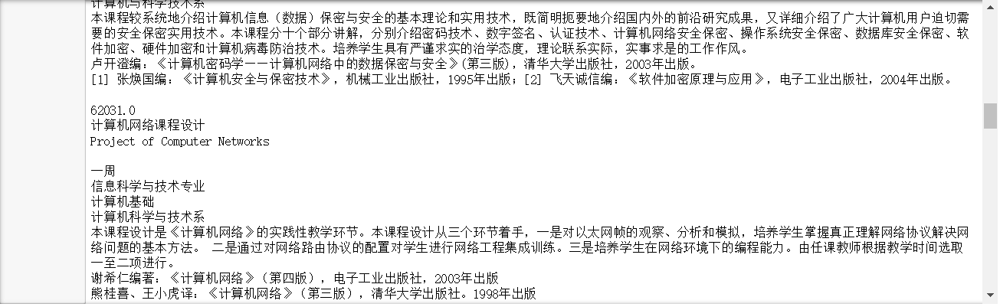 计算机与科学技术系
本课程较系统地介绍计算机信息（数据）保密与安全的基本理论和实用技术，既简明扼要地介绍国内外的前沿研究成果，又详细介绍了广大计算机用户迫切需
要的安全保密实用技术。本课程分十个部分讲解，分别介绍密码技术、数字签名、认证技术、计算机网络安全保密、操作系统安全保密、数据库安全保密、软
件加密、硬件加密和计算机病毒防治技术。培养学生具有严谨求实的治学态度，理论联系实际，实事求是的工作作风。
卢开澄编：《计算机密码学——计算机网络中的数据保密与安全》(第三版)，清华大学出版社，2003年出版。
[1] 张焕国编：《计算机安全与保密技术》，机械工业出版社，1995年出版；[2] 飞天诚信编：《软件加密原理与应用》，电子工业出版社，2004年出版。
62031.0
计算机网络课程设计
Project of Computer Networks
一周
信息科学与技术专业
计算机基础
计算机科学与技术系
本课程设计是《计算机网络》的实践性教学环节。本课程设计从三个环节着手，一是对以太网帧的观察、分析和模拟，培养学生掌握真正理解网络协议解决网
络问题的基本方法。 二是通过对网络路由协议的配置对学生进行网络工程集成训练。三是培养学生在网络环境下的编程能力。由任课教师根据教学时间选取
一至二项进行。
谢希仁编著：《计算机网络》（第四版），电子工业出版社，2003年出版
熊桂喜、王小虎译：《计算机网络》（第三版），清华大学出版社。1998年出版